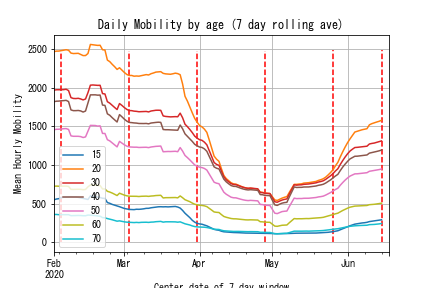 Daily Mobility by age (7 day rolling ave)
Mean Hourly Mobility
2500
2000
1500
1000
500
0
15
20
30
40
50
60
70
Feb
2020
Mar
Apr
May
Jun
Center date of 7 day window